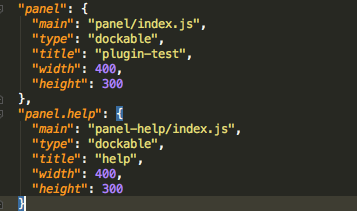 "panel": {
"main": "panel/index.js",
"type": "dockable",
"title": "plugin-test",
"width": 400,
"height": 300
},
"panel.help": {
"main": "panel-help/index.js",
"type": "dockable",
"title": "help",
"width": 400,
"height": 300
}